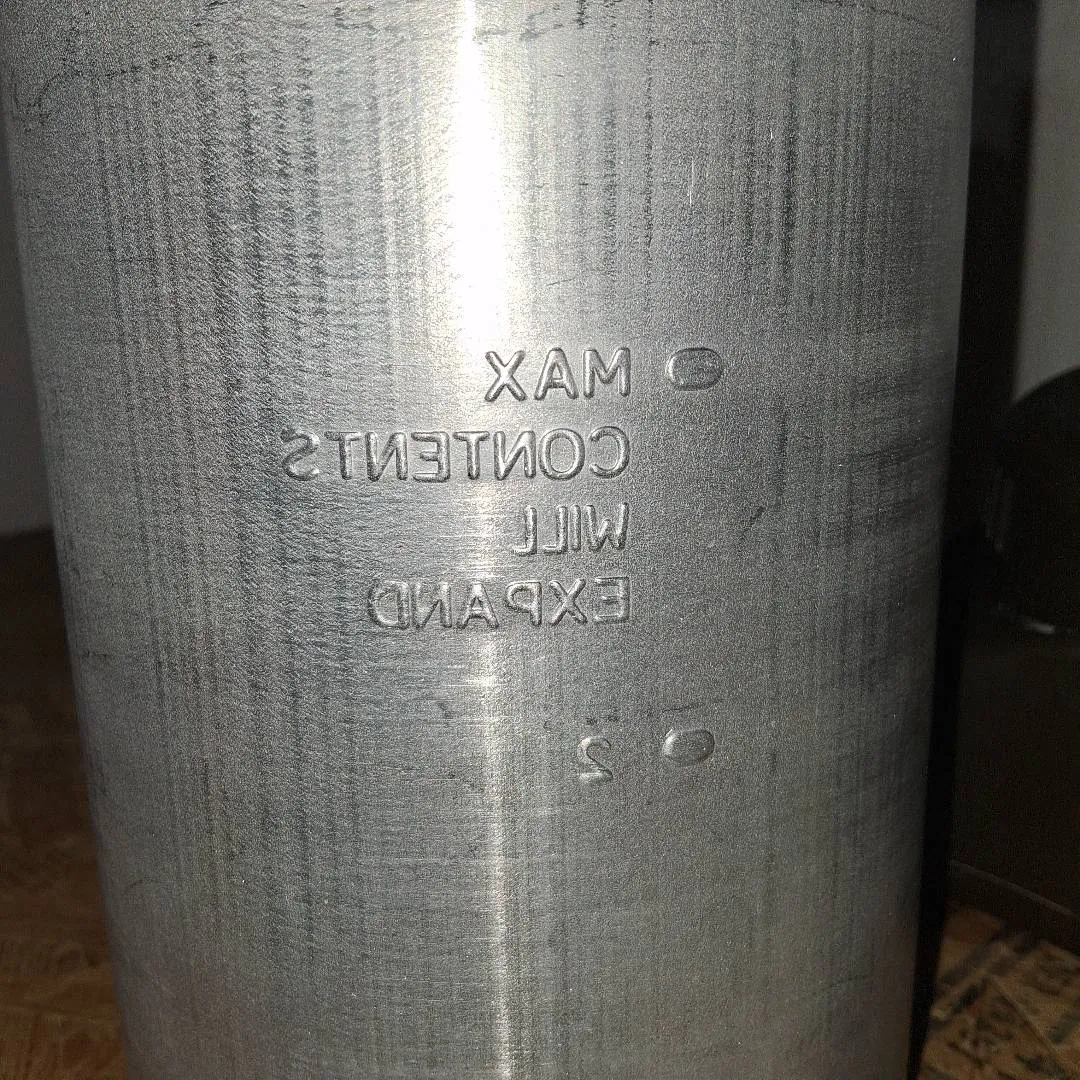 MAX
CONTENTS
WILL
EXPAND
2